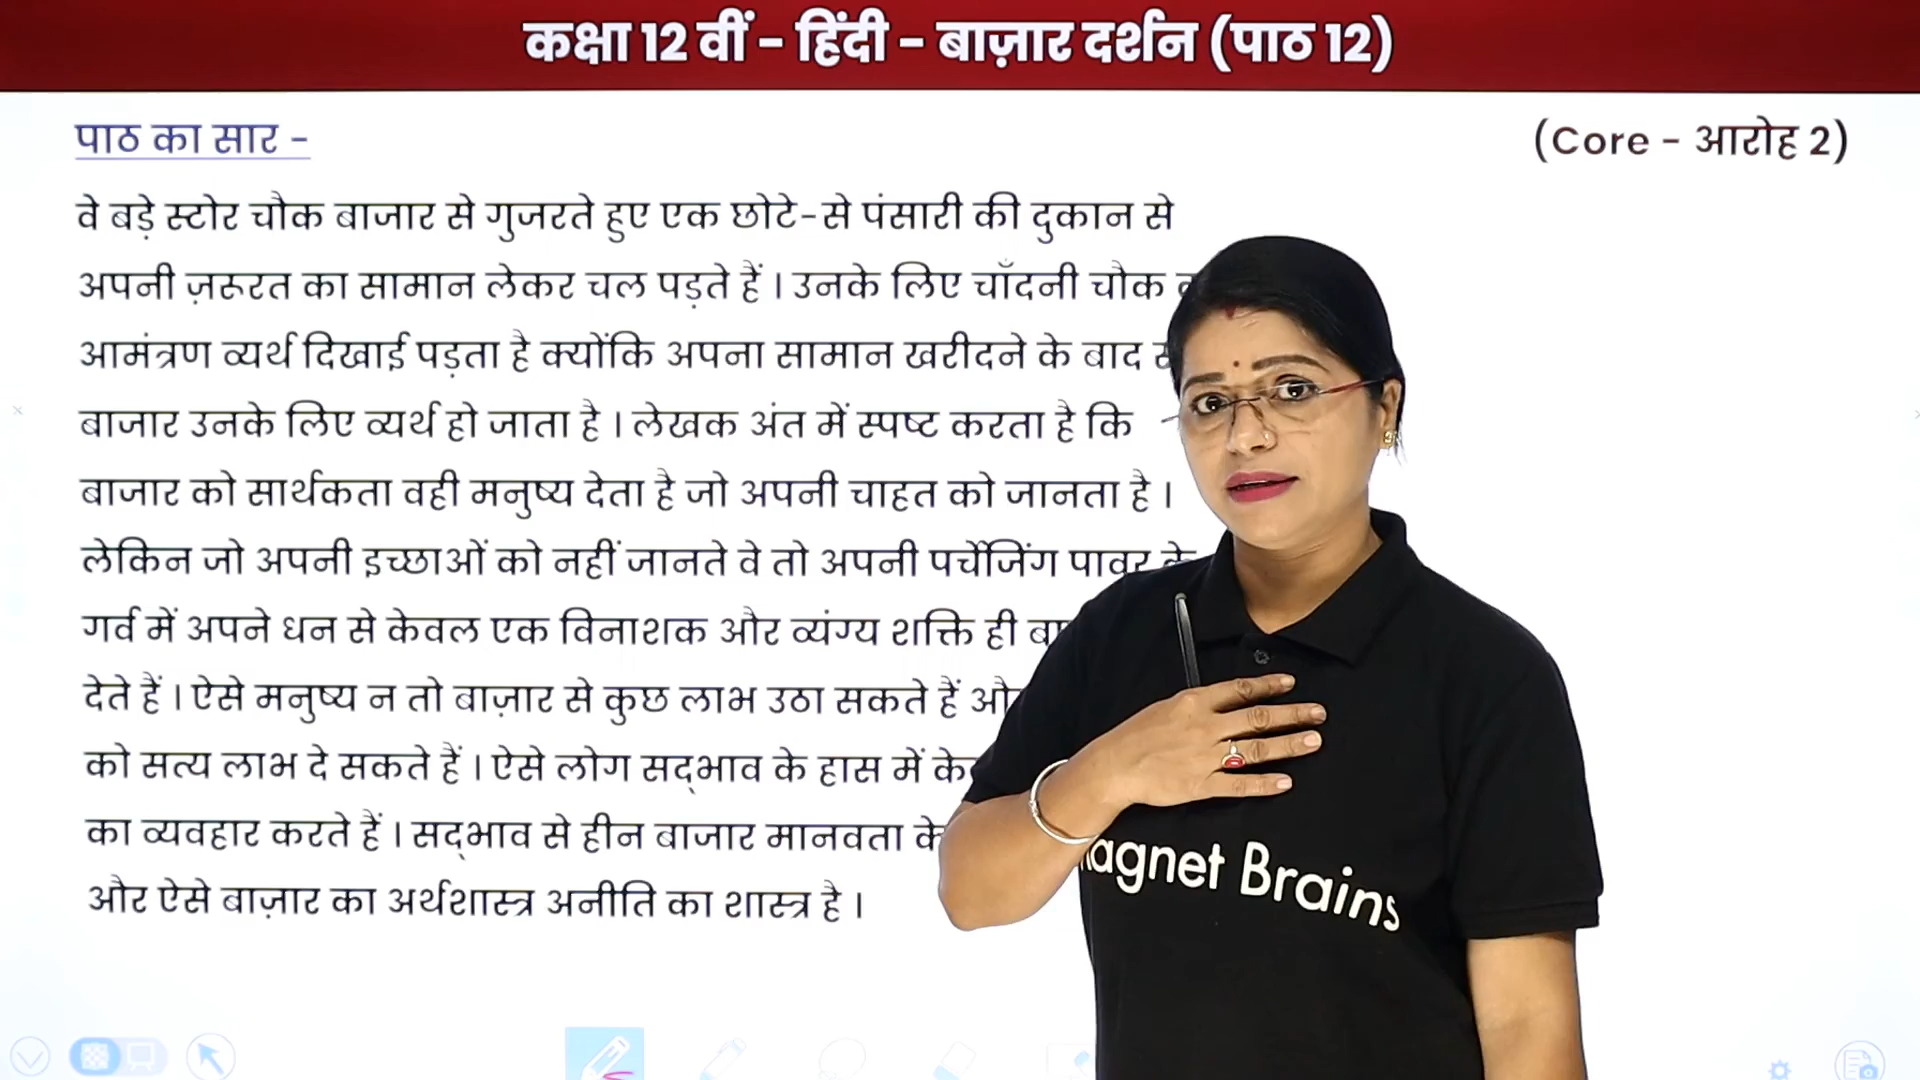 कक्षा 12 वीं - हिंदी - बाज़ार दर्शन (पाठ 12)
पाठ का सार -
(Core - आरोह 2)
वे बड़े स्टोर चौक बाजार से गुजरते हुए एक छोटे-से पंसारी की दुकान से
अपनी ज़रूरत का सामान लेकर चल पड़ते हैं । उनके लिए चाँदनी चौक
आमंत्रण व्यर्थ दिखाई पड़ता है क्योंकि अपना सामान खरीदने के बाद
बाजार उनके लिए व्यर्थ हो जाता है । लेखक अंत में स्पष्ट करता है कि
बाजार को सार्थकता वही मनुष्य देता है जो अपनी चाहत को जानता है ।
लेकिन जो अपनी इच्छाओं को नहीं जानते वे तो अपनी पर्चेजिंग पावर के
गर्व में अपने धन से केवल एक विनाशक और व्यंग्य शक्ति ही
देते हैं । ऐसे मनुष्य न तो बाज़ार से कुछ लाभ उठा सकते हैं
को सत्य लाभ दे सकते हैं । ऐसे लोग सद्भाव के हास में
का व्यवहार करते हैं । सद्भाव से हीन बाजार मानवता के
और ऐसे बाज़ार का अर्थशास्त्र अनीति का शास्त्र है ।
agnet Brains